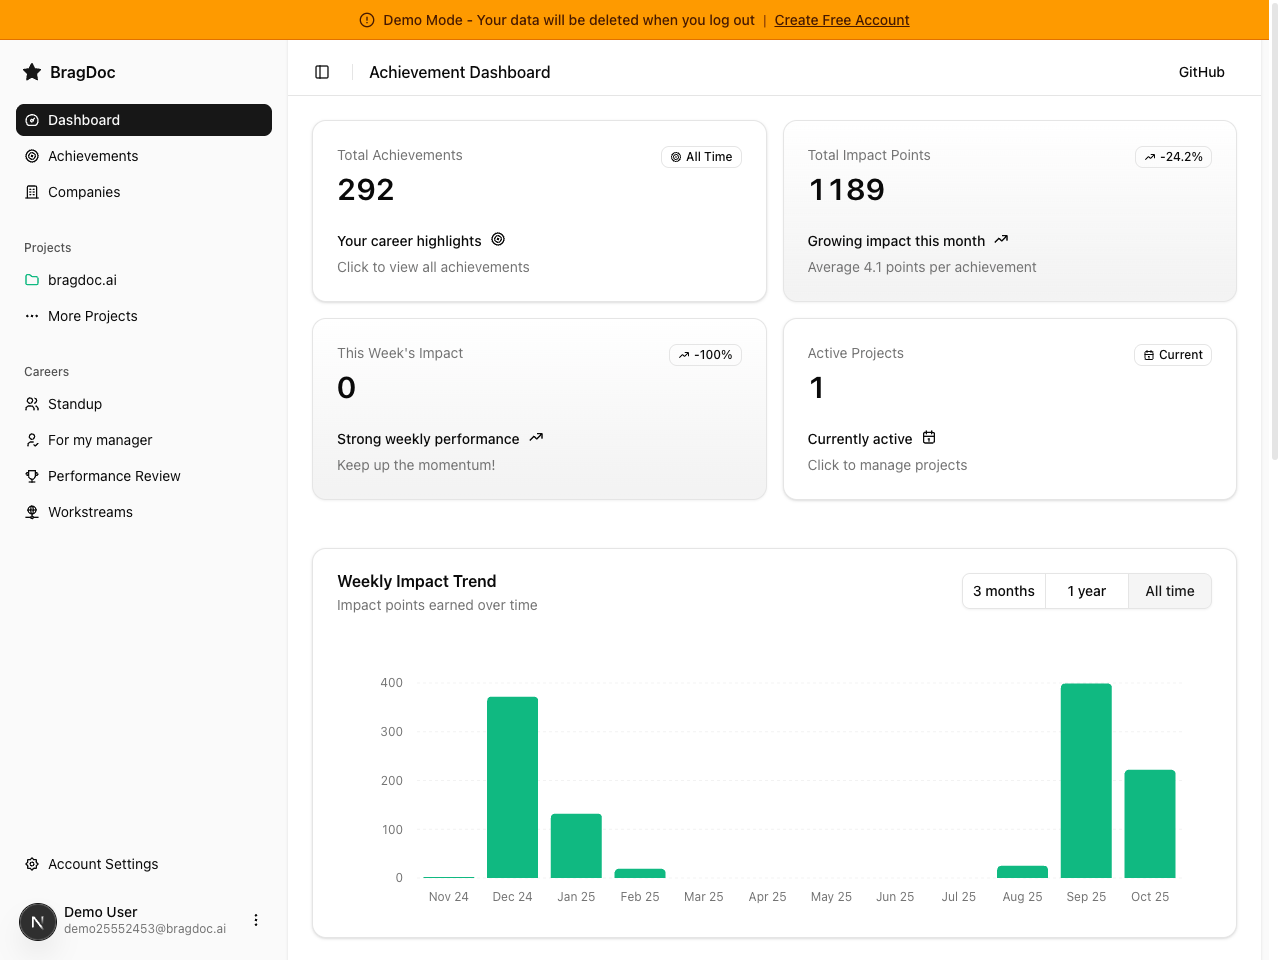 Demo Mode - Your data will be deleted when you log out | Create Free Account
BragDoc
Dashboard
Achievements
Companies
Projects
bragdoc.ai
More Projects
Careers
Standup
For my manager
Performance Review
Workstreams
Account Settings
N
Demo User
demo25552453@bragdoc.ai
Achievement Dashboard
GitHub
Total Achievements
All Time
292
Your career highlights
Click to view all achievements
Total Impact Points
-24.2%
1189
Growing impact this month
Average 4.1 points per achievement
This Week's Impact
-100%
0
Strong weekly performance
Keep up the momentum!
Active Projects
Current
1
Currently active
Click to manage projects
Weekly Impact Trend
Impact points earned over time
3 months 1 year All time
400
300
200
100
0
Nov 24 Dec 24 Jan 25 Feb 25 Mar 25 Apr 25 May 25 Jun 25 Jul 25 Aug 25 Sep 25 Oct 25